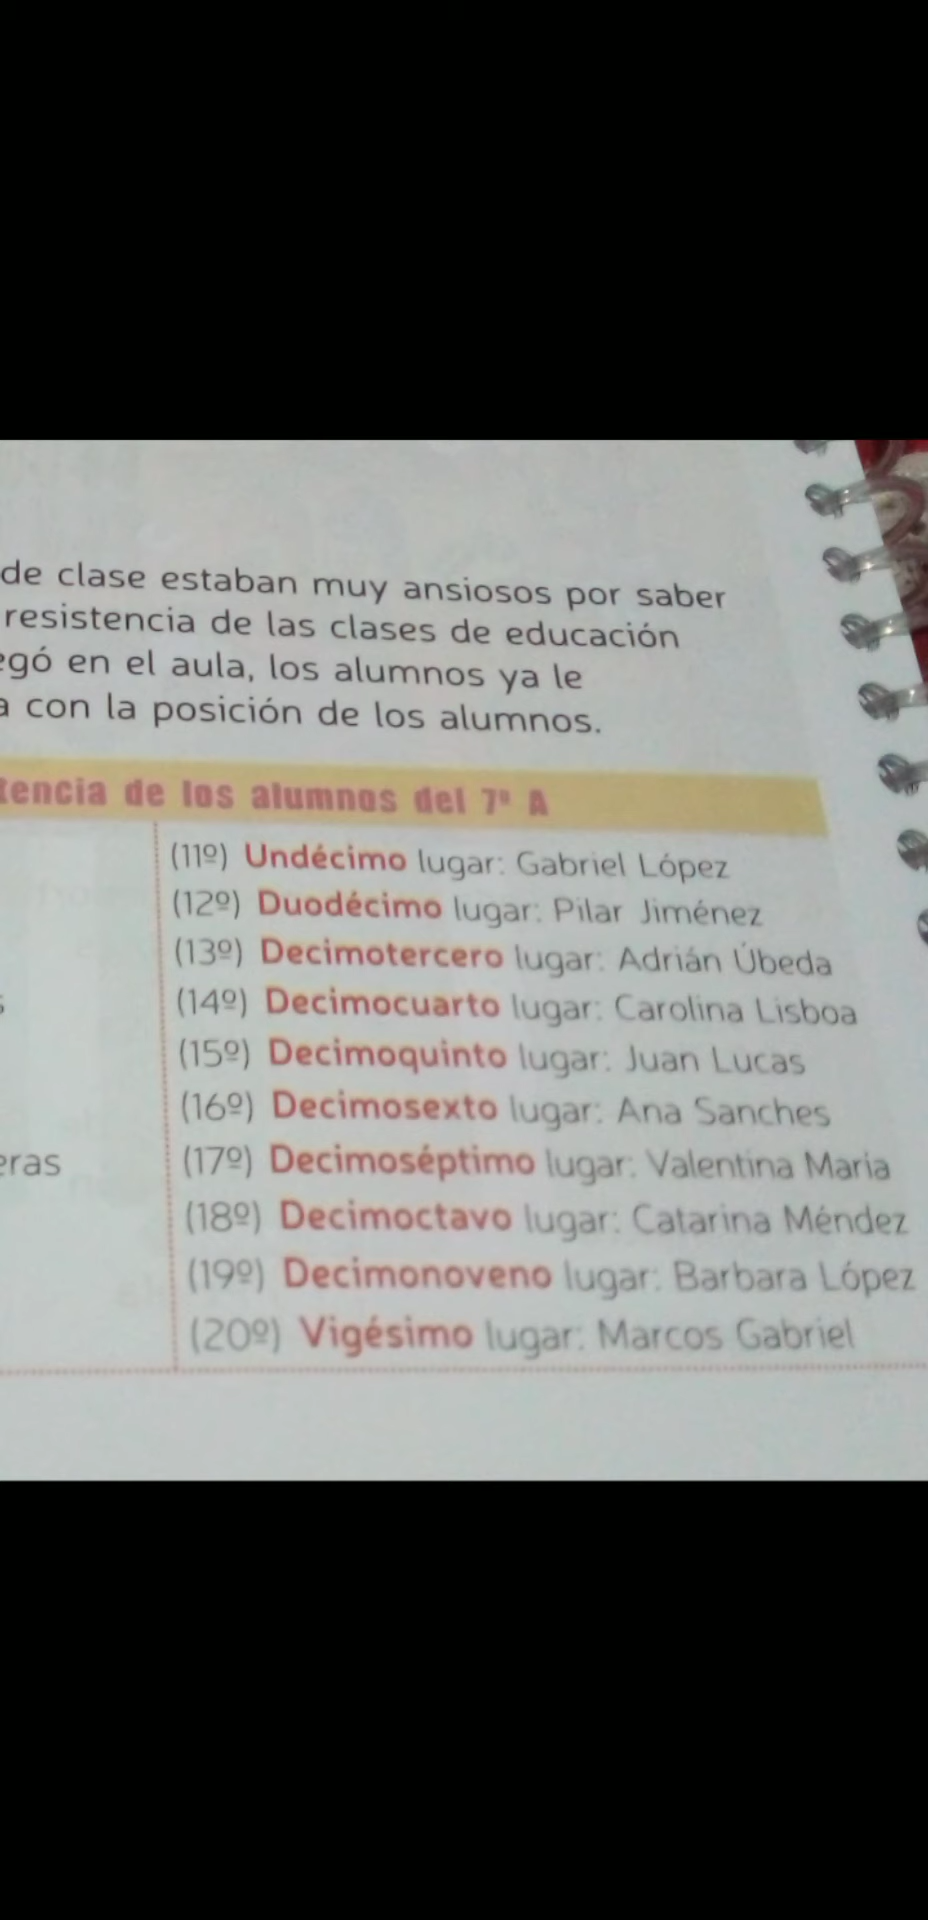 de clase estaban muy ansiosos por saber
resistencia de las clases de educación
egó en el aula, los alumnos ya le
a con la posición de los alumnos.
tencia de los alumnos del 7º A
(11º) Undécimo lugar: Gabriel López
(12º) Duodécimo lugar: Pilar Jiménez
(13º) Decimotercero lugar: Adrián Úbeda
s
(14º) Decimocuarto lugar: Carolina Lisboa
(15º) Decimoquinto lugar: Juan Lucas
(16º) Decimosexto lugar: Ana Sanches
eras
(17º) Decimoséptimo lugar: Valentina Maria
(18º) Decimoctavo lugar: Catarina Méndez
(19º) Decimonoveno lugar: Barbara López
(20º) Vigésimo lugar: Marcos Gabriel